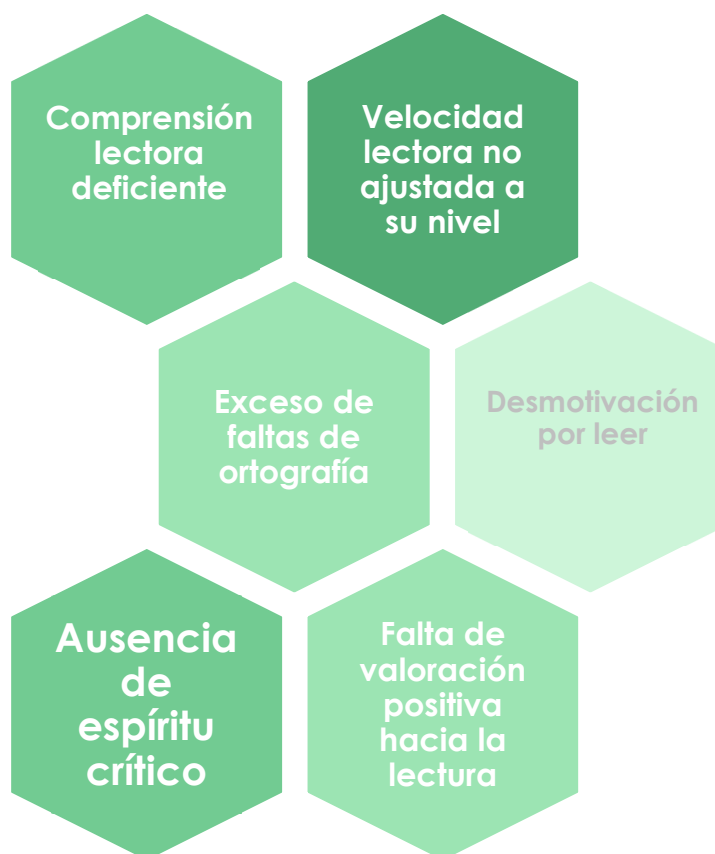 Comprensión
lectora
deficiente
Velocidad
lectora no
ajustada a
su nivel
Exceso de
faltas de
ortografía
Desmotivación
por leer
Ausencia
de
espíritu
crítico
Falta de
valoración
positiva
hacia la
lectura